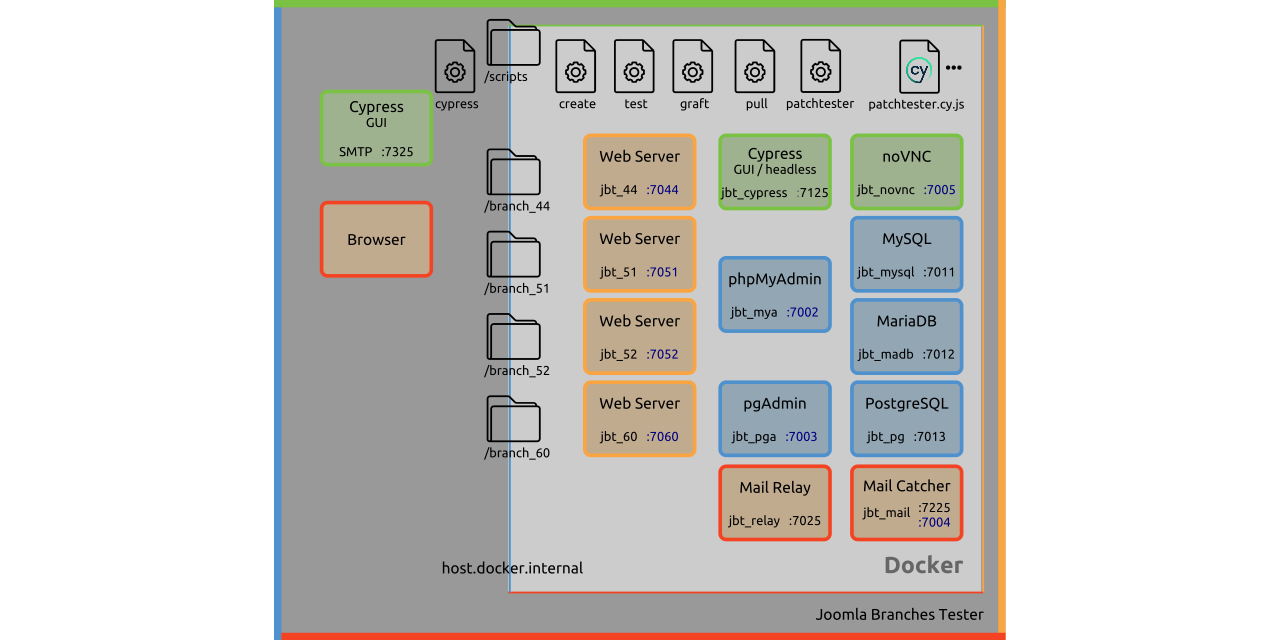 /scripts
cypress
create
test
graft
pull
patchtester
cy
patchtester.cy.js
Cypress
GUI
SMTP :7325
Browser
/branch_44
/branch_51
/branch_52
/branch_60
Web Server
jbt_44 :7044
Web Server
jbt_51 :7051
Web Server
jbt_52 :7052
Web Server
jbt_60 :7060
Cypress
GUI / headless
jbt_cypress :7125
phpMyAdmin
jbt_mya :7002
pgAdmin
jbt_pga :7003
Mail Relay
jbt_relay :7025
noVNC
jbt_novnc :7005
MySQL
jbt_mysql :7011
MariaDB
jbt_madb :7012
PostgreSQL
jbt_pg :7013
Mail Catcher
jbt_mail :7225
:7004
host.docker.internal
Docker
Joomla Branches Tester